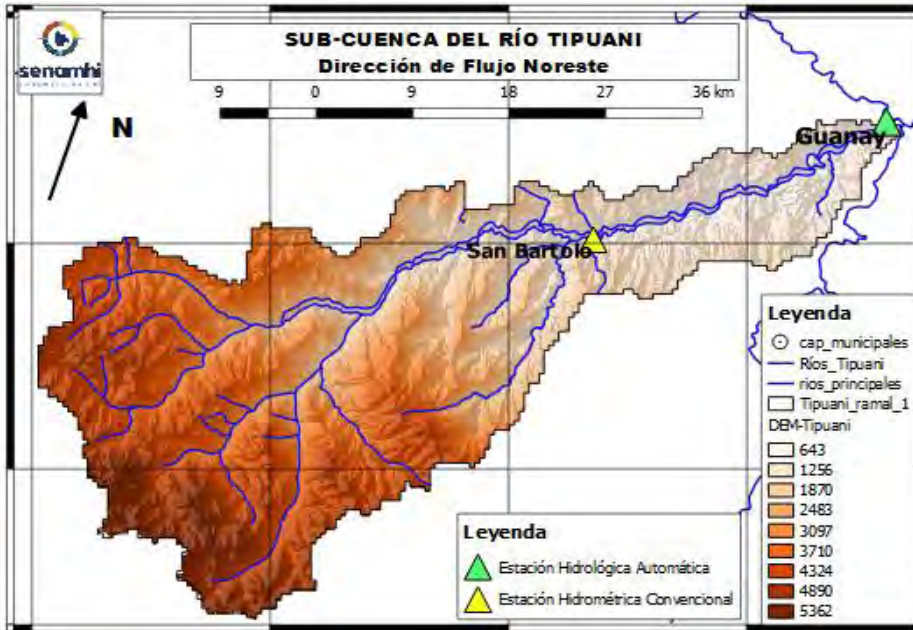 senamhi
SUB-CUENCA DEL RÍO TIPUANI
Dirección de Flujo Noreste
9 0 9 18 27 36 km
N
Guanay
San Bartolo
Leyenda
cap_municipales
Ríos_Tipuani
rios_principales
Tipuani_ramal_1
DEM-Tipuani
643
1256
1870
2483
3097
3710
4324
4890
5362
Leyenda
Estación Hidrológica Automática
Estación Hidrométrica Convencional